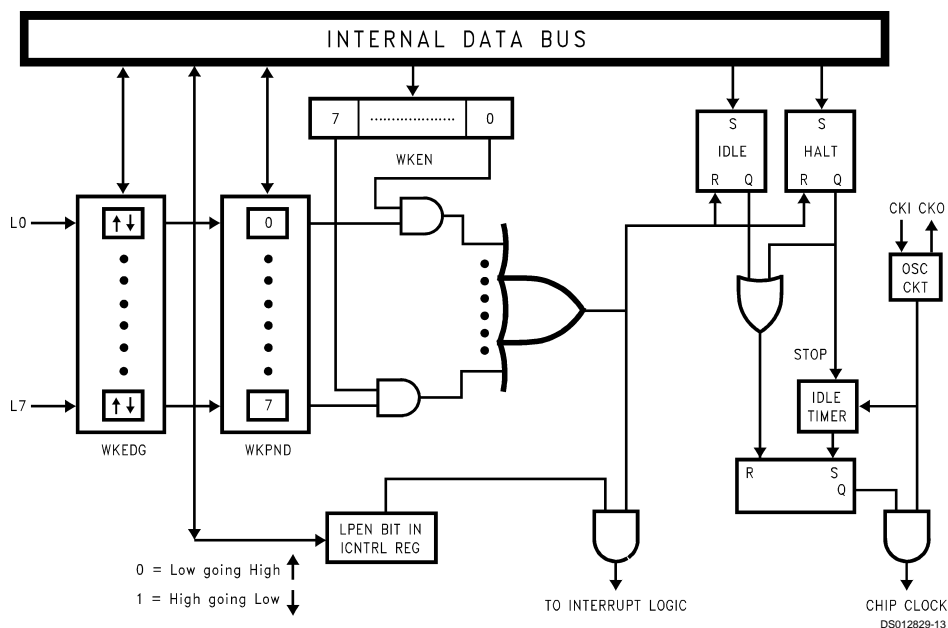 INTERNAL DATA BUS
7 .................... 0
WKEN
S
IDLE
R Q
S
HALT
R Q
CKI CKO
OSC
CKT
L0
0
L7
7
WKEDG
WKPND
STOP
IDLE
TIMER
R S
Q
LPEN BIT IN
ICNTRL REG
0 = Low going High
1 = High going Low
TO INTERRUPT LOGIC
CHIP CLOCK
DS012829-13